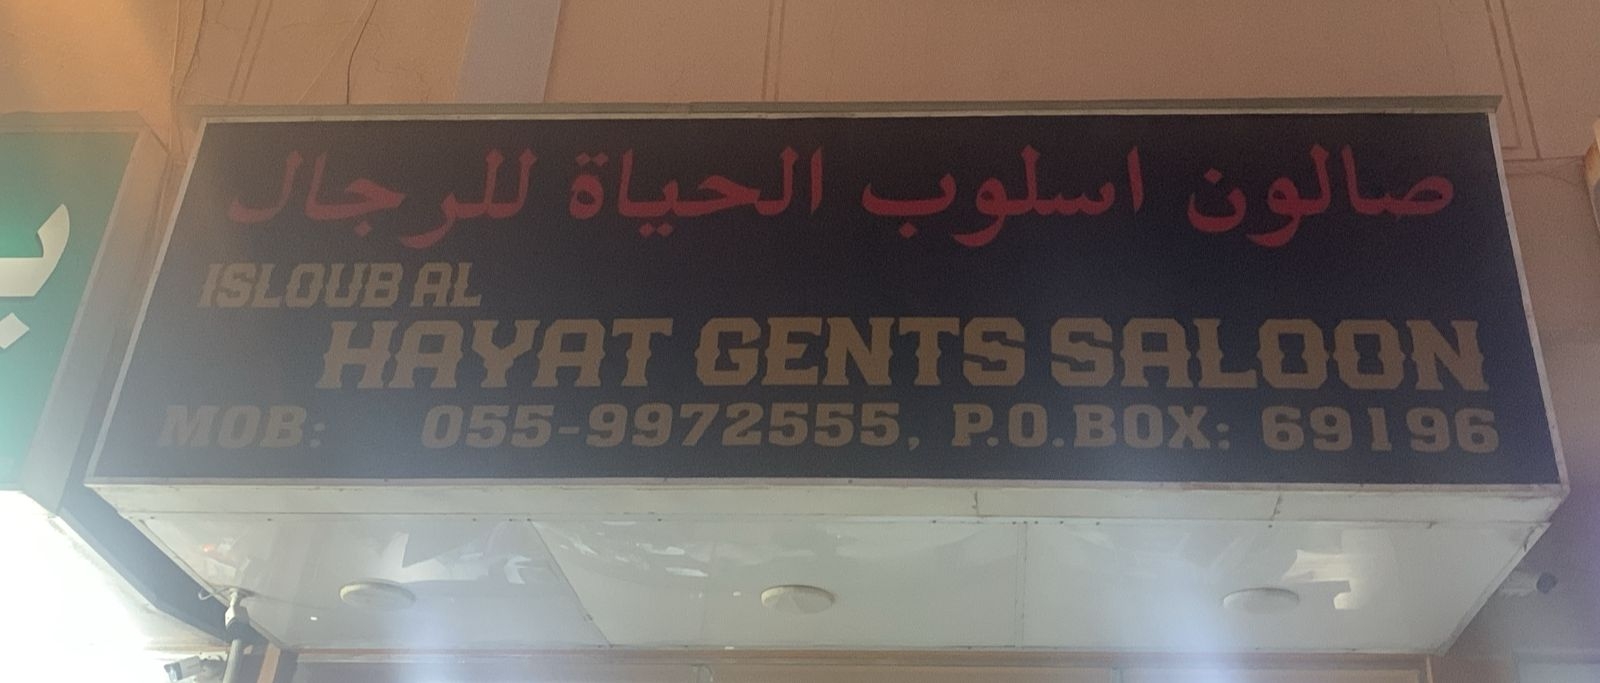 صالون اسلوب الحياة للرجال
ISLOUB AL
HAYAT GENTS SALOON
MOB: 055-9972555, P.O.BOX: 69196